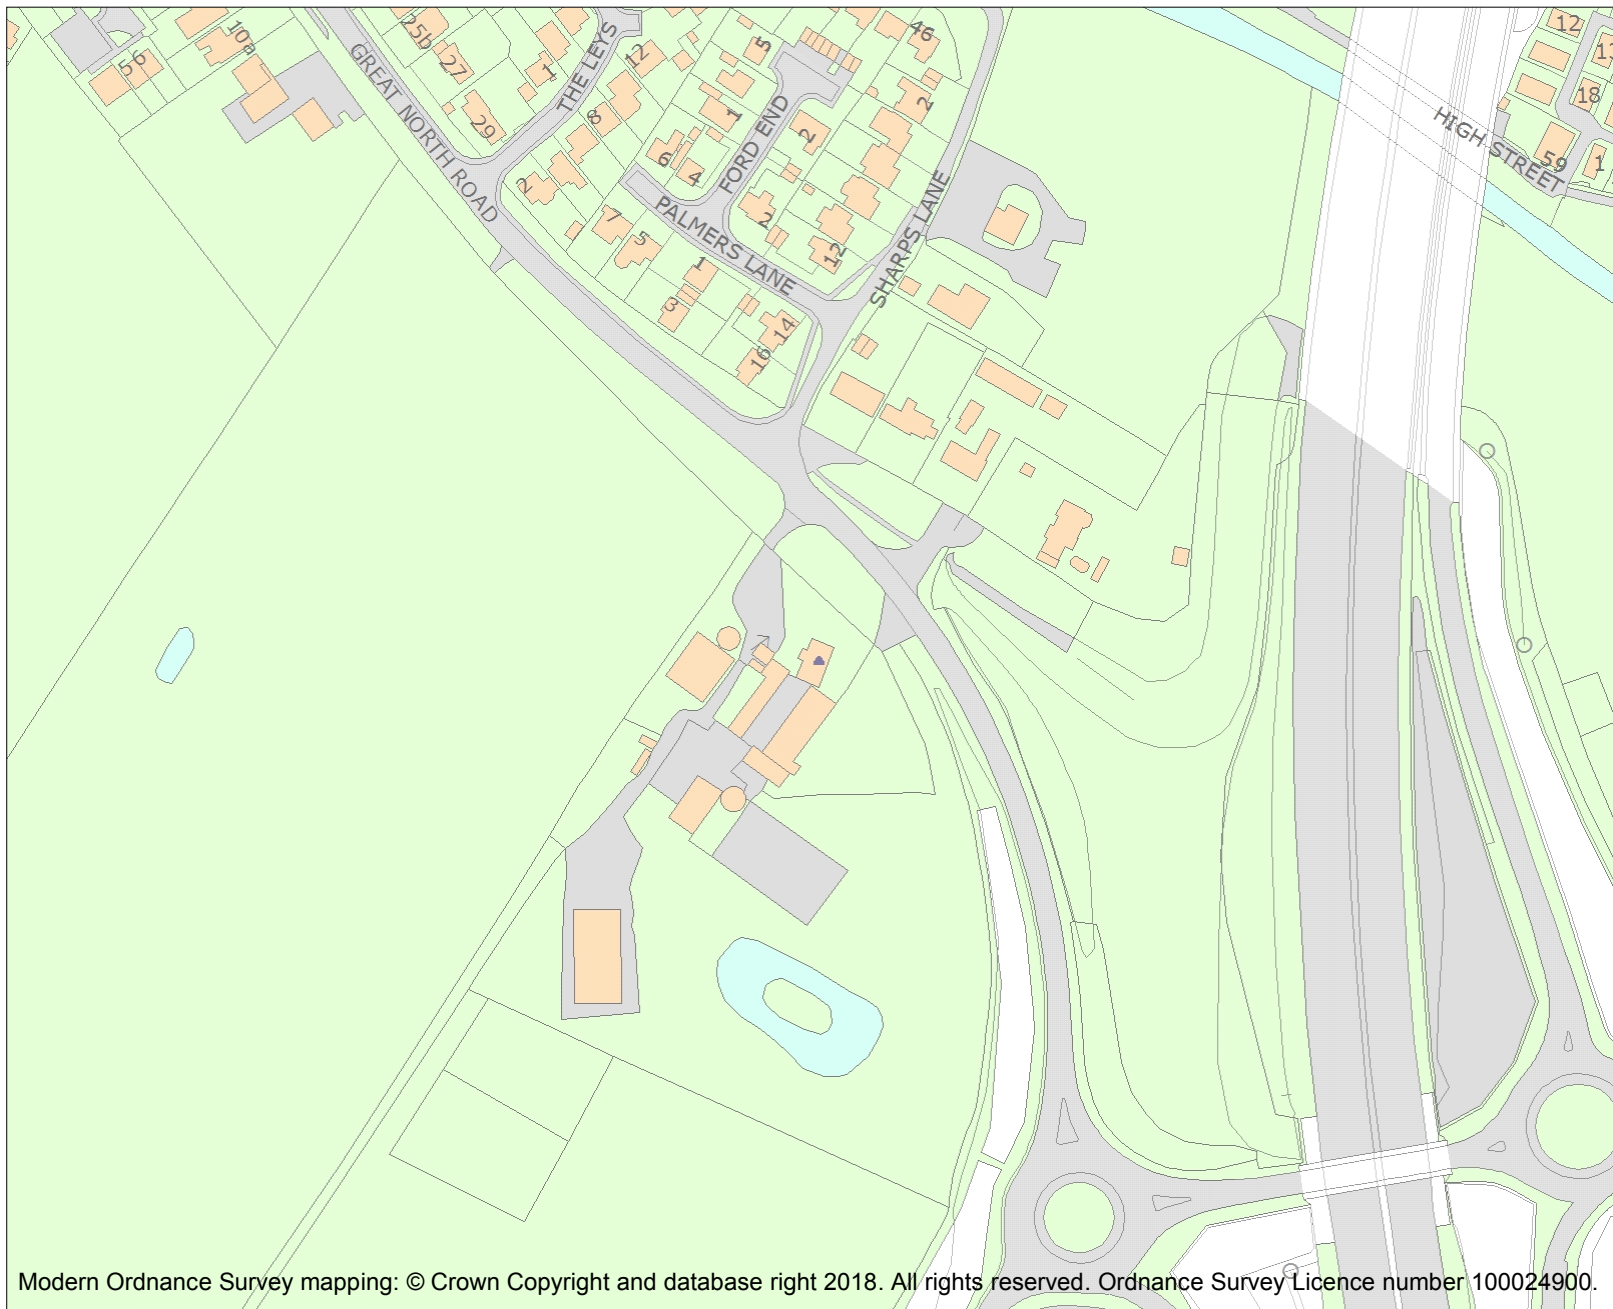 10a
56
25b
27
29
GREAT NORTH ROAD
THE LEYS
1
12
8
2
5
1
6
4
FORD END
2
2
46
2
12
7
5
1
3
PALMERS LANE
14
16
SHARPS LANE
HIGH STREET
12
18
59
1
Modern Ordnance Survey mapping: © Crown Copyright and database right 2018. All rights reserved. Ordnance Survey Licence number 100024900.